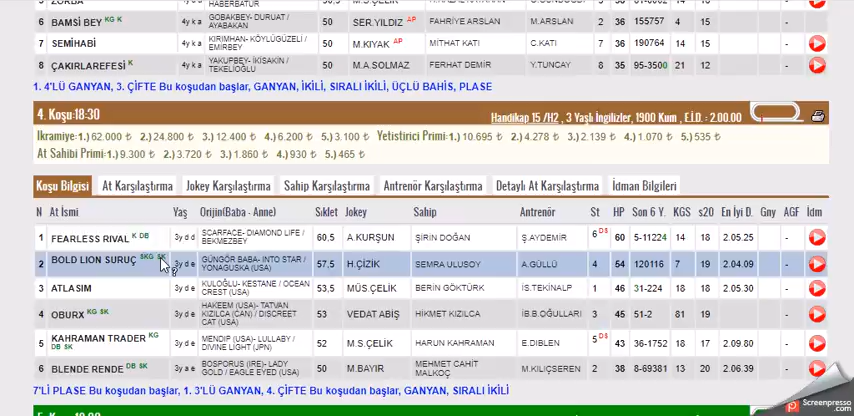 ZORBA HABERBATUR
6 BAMSİ BEY KG K 4y k a GOBAKBEY- DURUAT / AYABAKAN 50 SER.YILDIZ AP FAHRİYE ARSLAN M.ARSLAN 2 36 155757 4 15
7 SEMİHABİ 4y k a KIRIMHAN- KÖYLÜGÜZELİ / EMİRBEY 50 M.KIYAK AP MİTHAT KATI C.KATI 7 36 190764 14 15
8 ÇAKIRLAREFESİ K 4y k a YAKUPBEY- İKİSAKİN / TEKELİOĞLU 50 M.A.SOLMAZ FERHAT DEMİR Y.TUNCAY 8 35 95-3500 21 12
1. 4'LÜ GANYAN, 3. ÇİFTE Bu koşudan başlar, GANYAN, İKİLİ, SIRALI İKİLİ, ÜÇLÜ BAHİS, PLASE
4. Koşu:18:30 Handikap 15 /H2 , 3 Yaşlı İngilizler, 1900 Kum , E.İ.D. : 2.00.00
Ikramiye:1.) 62.000 ₺ 2.) 24.800 ₺ 3.) 12.400 ₺ 4.) 6.200 ₺ 5.) 3.100 ₺ Yetistirici Primi:1.) 10.695 ₺ 2.) 4.278 ₺ 3.) 2.139 ₺ 4.) 1.070 ₺ 5.) 535 ₺
At Sahibi Primi:1.) 9.300 ₺ 2.) 3.720 ₺ 3.) 1.860 ₺ 4.) 930 ₺ 5.) 465 ₺
Koşu Bilgisi At Karşılaştırma Jokey Karşılaştırma Sahip Karşılaştırma Antrenör Karşılaştırma Detaylı At Karşılaştırma İdman Bilgileri
N At İsmi Yaş Orijin(Baba - Anne) Sıklet Jokey Sahip Antrenör St HP Son 6 Y. KGS s20 En İyi D. Gny AGF İdm
1 FEARLESS RIVAL K DB 3y d d SCARFACE- DIAMOND LIFE / BEKMEZBEY 60,5 A.KURŞUN ŞİRİN DOĞAN Ş.AYDEMİR 6 DS 60 5-11224 14 18 2.05.25 -
2 BOLD LION SURUÇ SKG SK 3y d e GÜNGÖR BABA- INTO STAR / YONAGUSKA (USA) 57,5 H.ÇİZİK SEMRA ULUSOY A.GÜLLÜ 4 54 120116 7 19 2.04.09 -
3 ATLASIM 3y d e KULOĞLU- KESTANE / OCEAN CREST (USA) 53,5 MÜS.ÇELİK BERİN GÖKTÜRK İS.TEKİNALP 1 46 31-224 18 18 2.05.30 -
4 OBURX KG SK 3y d e HAKEEM (USA)- TATVAN KIZILCA (CAN) / DISCREET CAT (USA) 53 VEDAT ABİŞ HİKMET KIZILCA İB.B.OĞULLARI 3 45 51-2 81 19 -
5 KAHRAMAN TRADER KG DB SK 3y d e MENDIP (USA)- LULLABY / DIVINE LIGHT (JPN) 52 M.S.ÇELİK HARUN KAHRAMAN E.DİBLEN 5 DS 43 36-1752 18 17 2.09.80 -
6 BLENDE RENDE DB SK 3y a e BOSPORUS (IRE)- LADY GOLD / EAGLE EYED (USA) 50 M.BAYIR MEHMET CAHİT MALKOÇ M.KILIÇSEREN 2 38 8-69381 13 20 2.06.39 -
7'Lİ PLASE Bu koşudan başlar, 1. 3'LÜ GANYAN, 4. ÇİFTE Bu koşudan başlar, GANYAN, SIRALI İKİLİ
Screenpresso.com